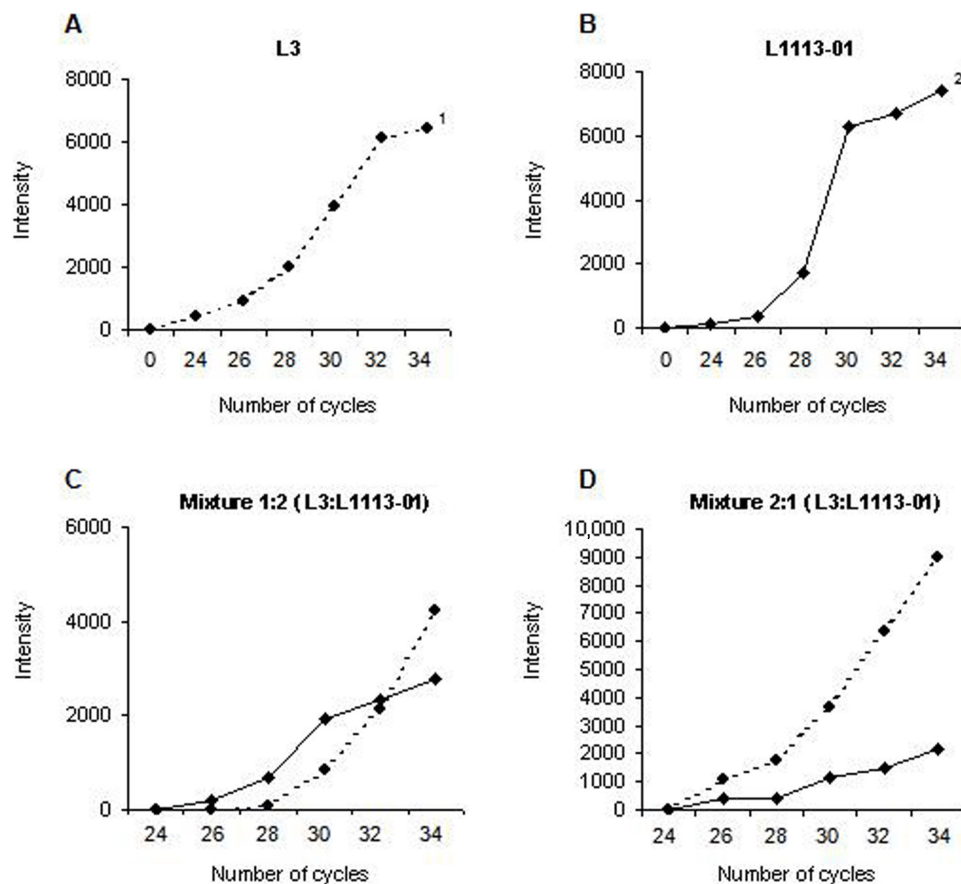 A
L3
8000
6000
4000
2000
0
Intensity
1
0 24 26 28 30 32 34
Number of cycles
B
L1113-01
8000
6000
4000
2000
0
Intensity
2
0 24 26 28 30 32 34
Number of cycles
C
Mixture 1:2 ( L3:L1113-01)
6000
4000
2000
0
Intensity
24 26 28 30 32 34
Number of cycles
D
Mixture 2:1 (L3:L1113-01)
10,000
9000
8000
7000
6000
5000
4000
3000
2000
1000
0
Intensity
24 26 28 30 32 34
Number of cycles